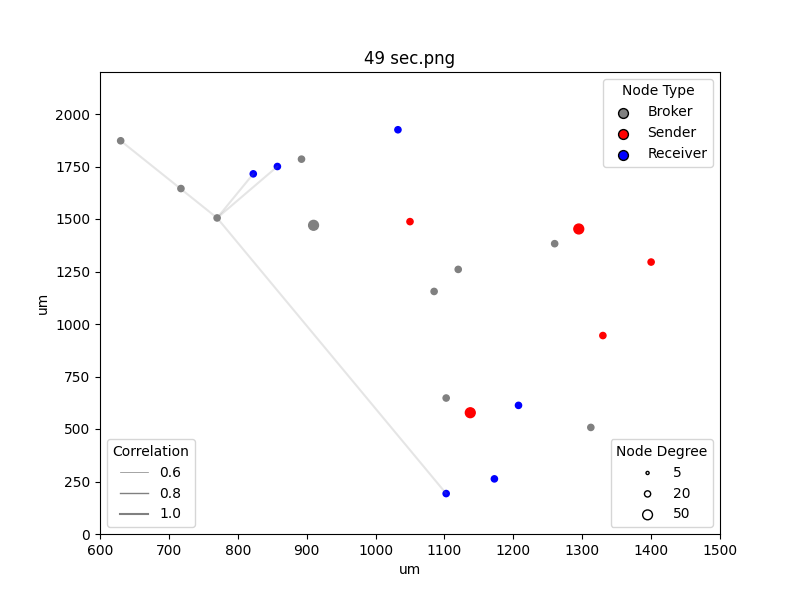 49 sec.png
Node Type
Broker
Sender
Receiver
2000
1750
1500
1250
1000
750
500
250
0
um
Correlation
0.6
0.8
1.0
Node Degree
5
20
50
600 700 800 900 1000 1100 1200 1300 1400 1500
um